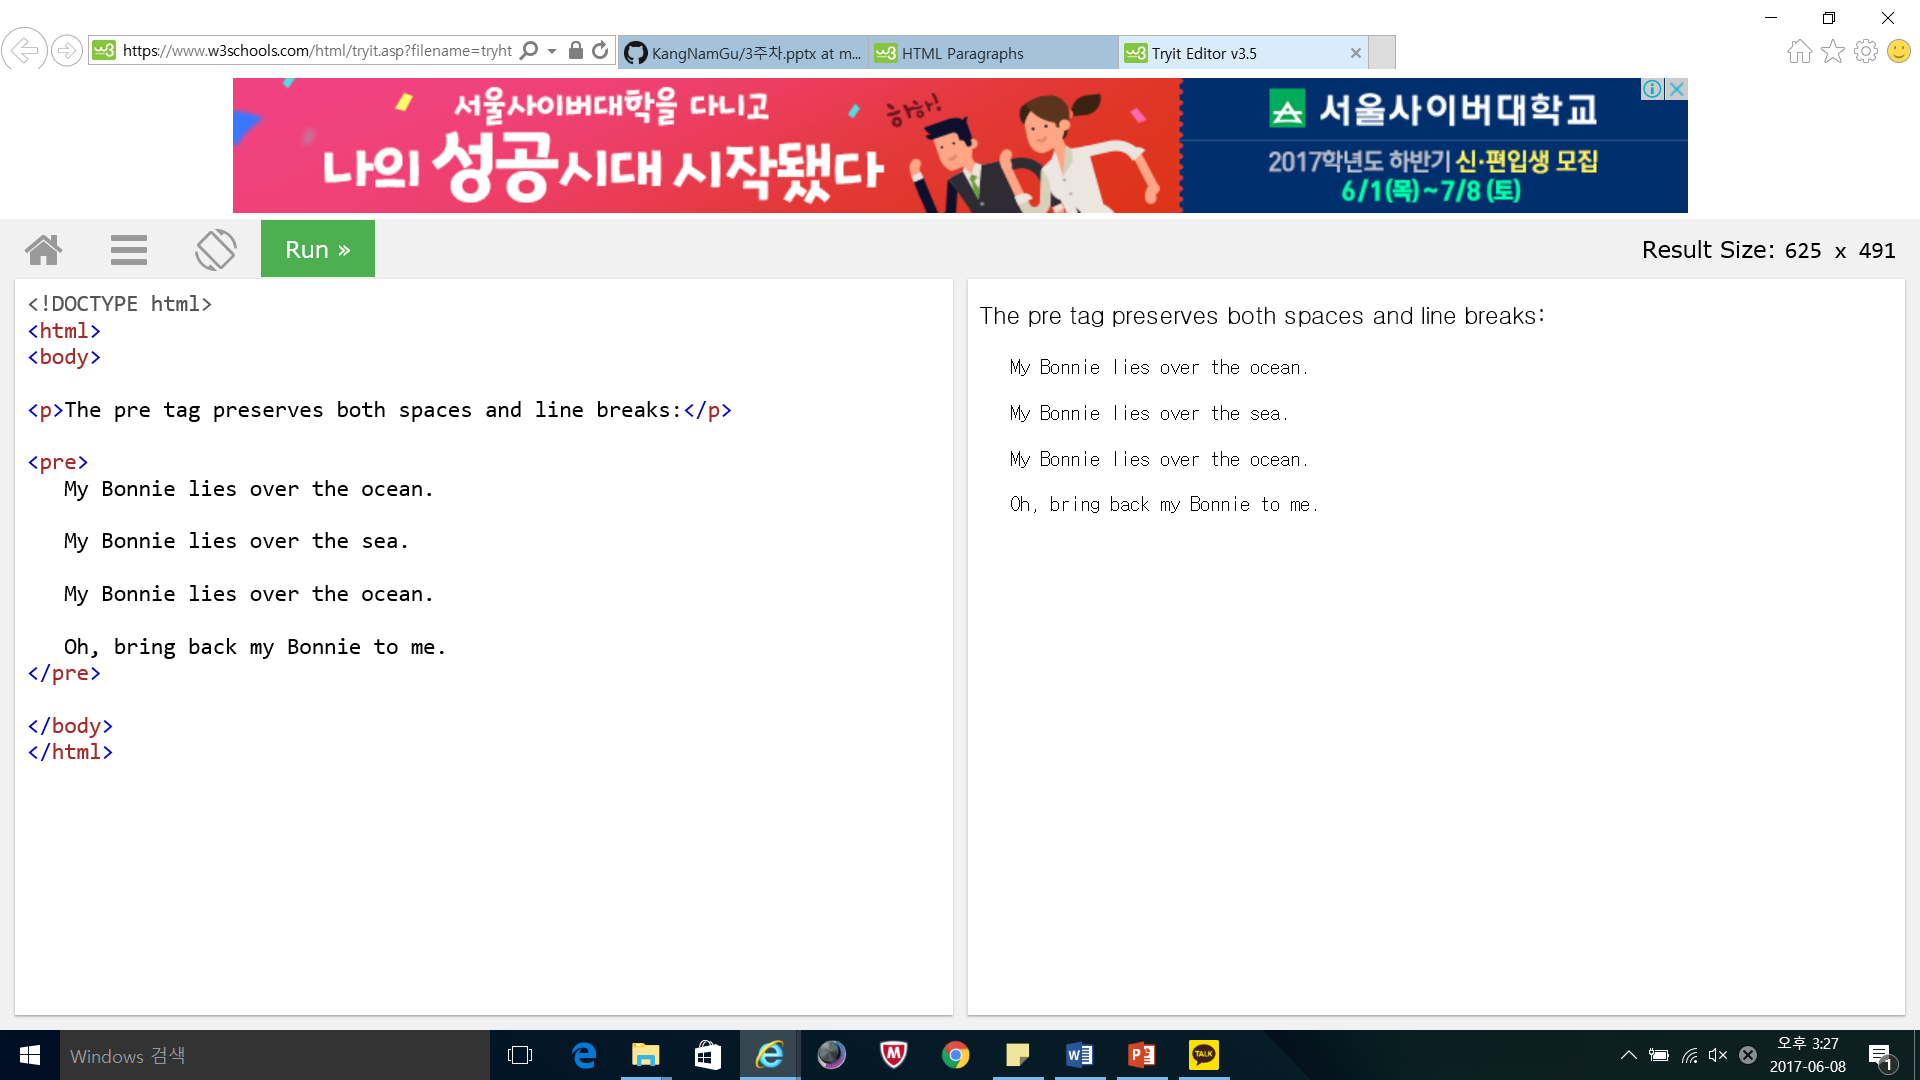 https://www.w3schools.com/html/tryit.asp?filename=tryht
KangNamGu/3주차.pptx at m...
HTML Paragraphs
Tryit Editor v3.5
서울사이버대학을 다니고
나의 성공시대 시작됐다
하하!
서울사이버대학교
2017학년도 하반기 신·편입생 모집
6/1(목)~7/8(토)
Run »
Result Size: 625 x 491
<!DOCTYPE html>
<html>
<body>
<p>The pre tag preserves both spaces and line breaks:</p>
<pre>
My Bonnie lies over the ocean.
My Bonnie lies over the sea.
My Bonnie lies over the ocean.
Oh, bring back my Bonnie to me.
</pre>
</body>
</html>
The pre tag preserves both spaces and line breaks:
My Bonnie lies over the ocean.
My Bonnie lies over the sea.
My Bonnie lies over the ocean.
Oh, bring back my Bonnie to me.
Windows 검색
TALK
오후 3:27
2017-06-08
1